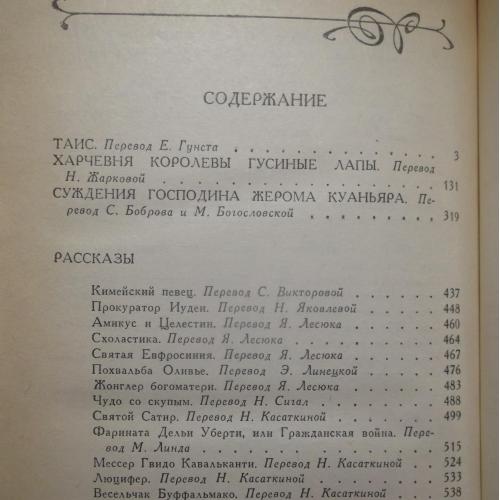 СОДЕРЖАНИЕ
ТАИС. Перевод Е. Гунста . . . . . . . . . . . . 3
ХАРЧЕВНЯ КОРОЛЕВЫ ГУСИНЫЕ ЛАПЫ. Перевод
Н. Жарковой . . . . . . . . . . . . . . . . 131
СУЖДЕНИЯ ГОСПОДИНА ЖЕРОМА КУАНЬЯРА. Пе-
ревод С. Боброва и М. Богословской . . . . . . . 319
РАССКАЗЫ
Кимейский певец. Перевод С. Викторовой . . . . . . 437
Прокуратор Иудеи. Перевод Н. Яковлевой . . . . . . 448
Амикус и Целестин. Перевод Я. Лесюка . . . . . . 460
Схоластика. Перевод Я. Лесюка . . . . . . . . . 464
Святая Евфросиния. Перевод Я. Лесюка . . . . . . 467
Похвальба Оливье. Перевод Э. Линецкой . . . . . . 476
Жонглер богоматери. Перевод Я. Лесюка . . . . . . 483
Чудо со скупым. Перевод Н. Сигал . . . . . . . . 488
Святой Сатир. Перевод Н. Касаткиной . . . . . . . 499
Фарината Дельи Уберти, или Гражданская война. Пере-
вод М. Линда . . . . . . . . . . . . . . . 515
Мессер Гвидо Кавальканти. Перевод Н. Касаткиной . . 524
Люцифер. Перевод Н. Касаткиной . . . . . . . . 533
Весельчак Буффальмако. Перевод Н. Касаткиной . . . 538